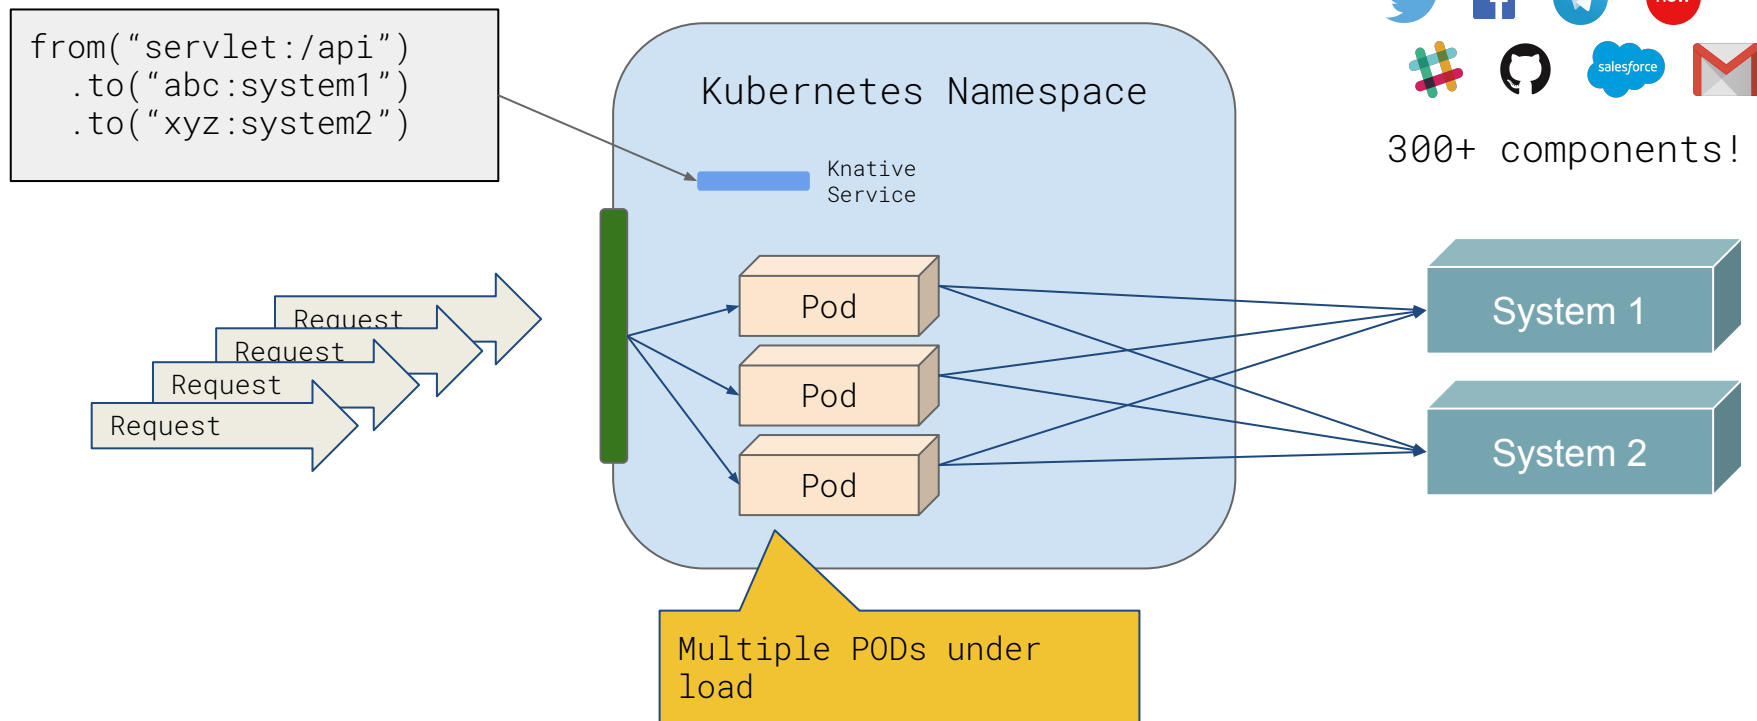 from(“servlet:/api”)
.to(“abc:system1”)
.to(“xyz:system2”)
Kubernetes Namespace
Knative
Service
salesforce
300+ components!
Request
Request
Request
Request
Pod
Pod
Pod
System 1
System 2
Multiple PODs under
load